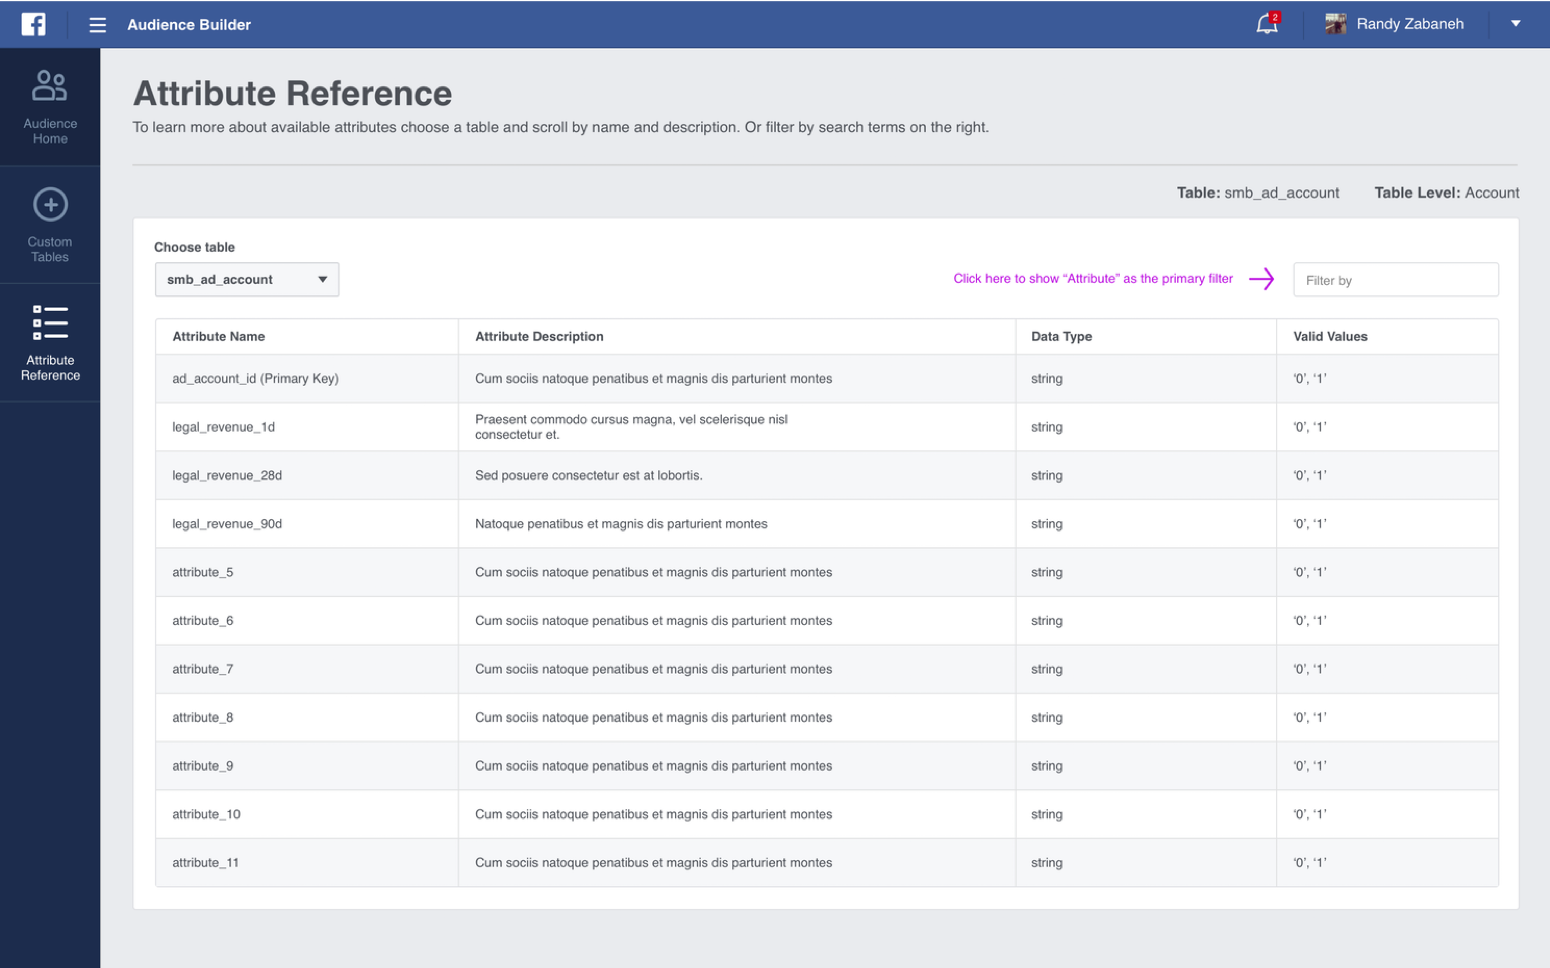 Audience Builder
2
Randy Zabaneh
Audience
Home
Custom
Tables
Attribute
Reference
Attribute Reference
To learn more about available attributes choose a table and scroll by name and description. Or filter by search terms on the right.
Table: smb_ad_account Table Level: Account
Choose table
smb_ad_account
Click here to show “Attribute” as the primary filter
Filter by
Attribute Name Attribute Description Data Type Valid Values
ad_account_id (Primary Key) Cum sociis natoque penatibus et magnis dis parturient montes string ‘0’, ‘1’
legal_revenue_1d Praesent commodo cursus magna, vel scelerisque nisl
consectetur et. string ‘0’, ‘1’
legal_revenue_28d Sed posuere consectetur est at lobortis. string ‘0’, ‘1’
legal_revenue_90d Natoque penatibus et magnis dis parturient montes string ‘0’, ‘1’
attribute_5 Cum sociis natoque penatibus et magnis dis parturient montes string ‘0’, ‘1’
attribute_6 Cum sociis natoque penatibus et magnis dis parturient montes string ‘0’, ‘1’
attribute_7 Cum sociis natoque penatibus et magnis dis parturient montes string ‘0’, ‘1’
attribute_8 Cum sociis natoque penatibus et magnis dis parturient montes string ‘0’, ‘1’
attribute_9 Cum sociis natoque penatibus et magnis dis parturient montes string ‘0’, ‘1’
attribute_10 Cum sociis natoque penatibus et magnis dis parturient montes string ‘0’, ‘1’
attribute_11 Cum sociis natoque penatibus et magnis dis parturient montes string ‘0’, ‘1’